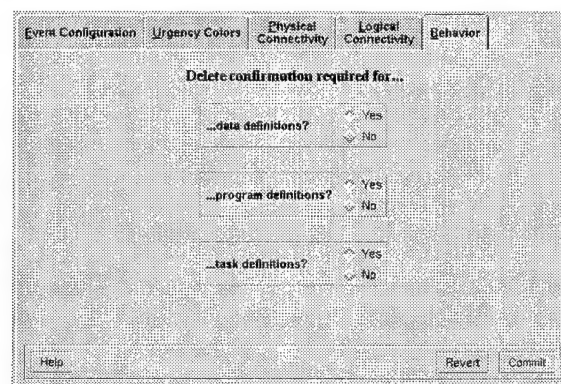 Event Configuration
Urgency Colors
Physical
Connectivity
Logical
Connectivity
Behavior
Delete confirmation required for...
...data definitions?
Yes
No
...program definitions?
Yes
No
...task definitions?
Yes
No
Help
Revert
Commit